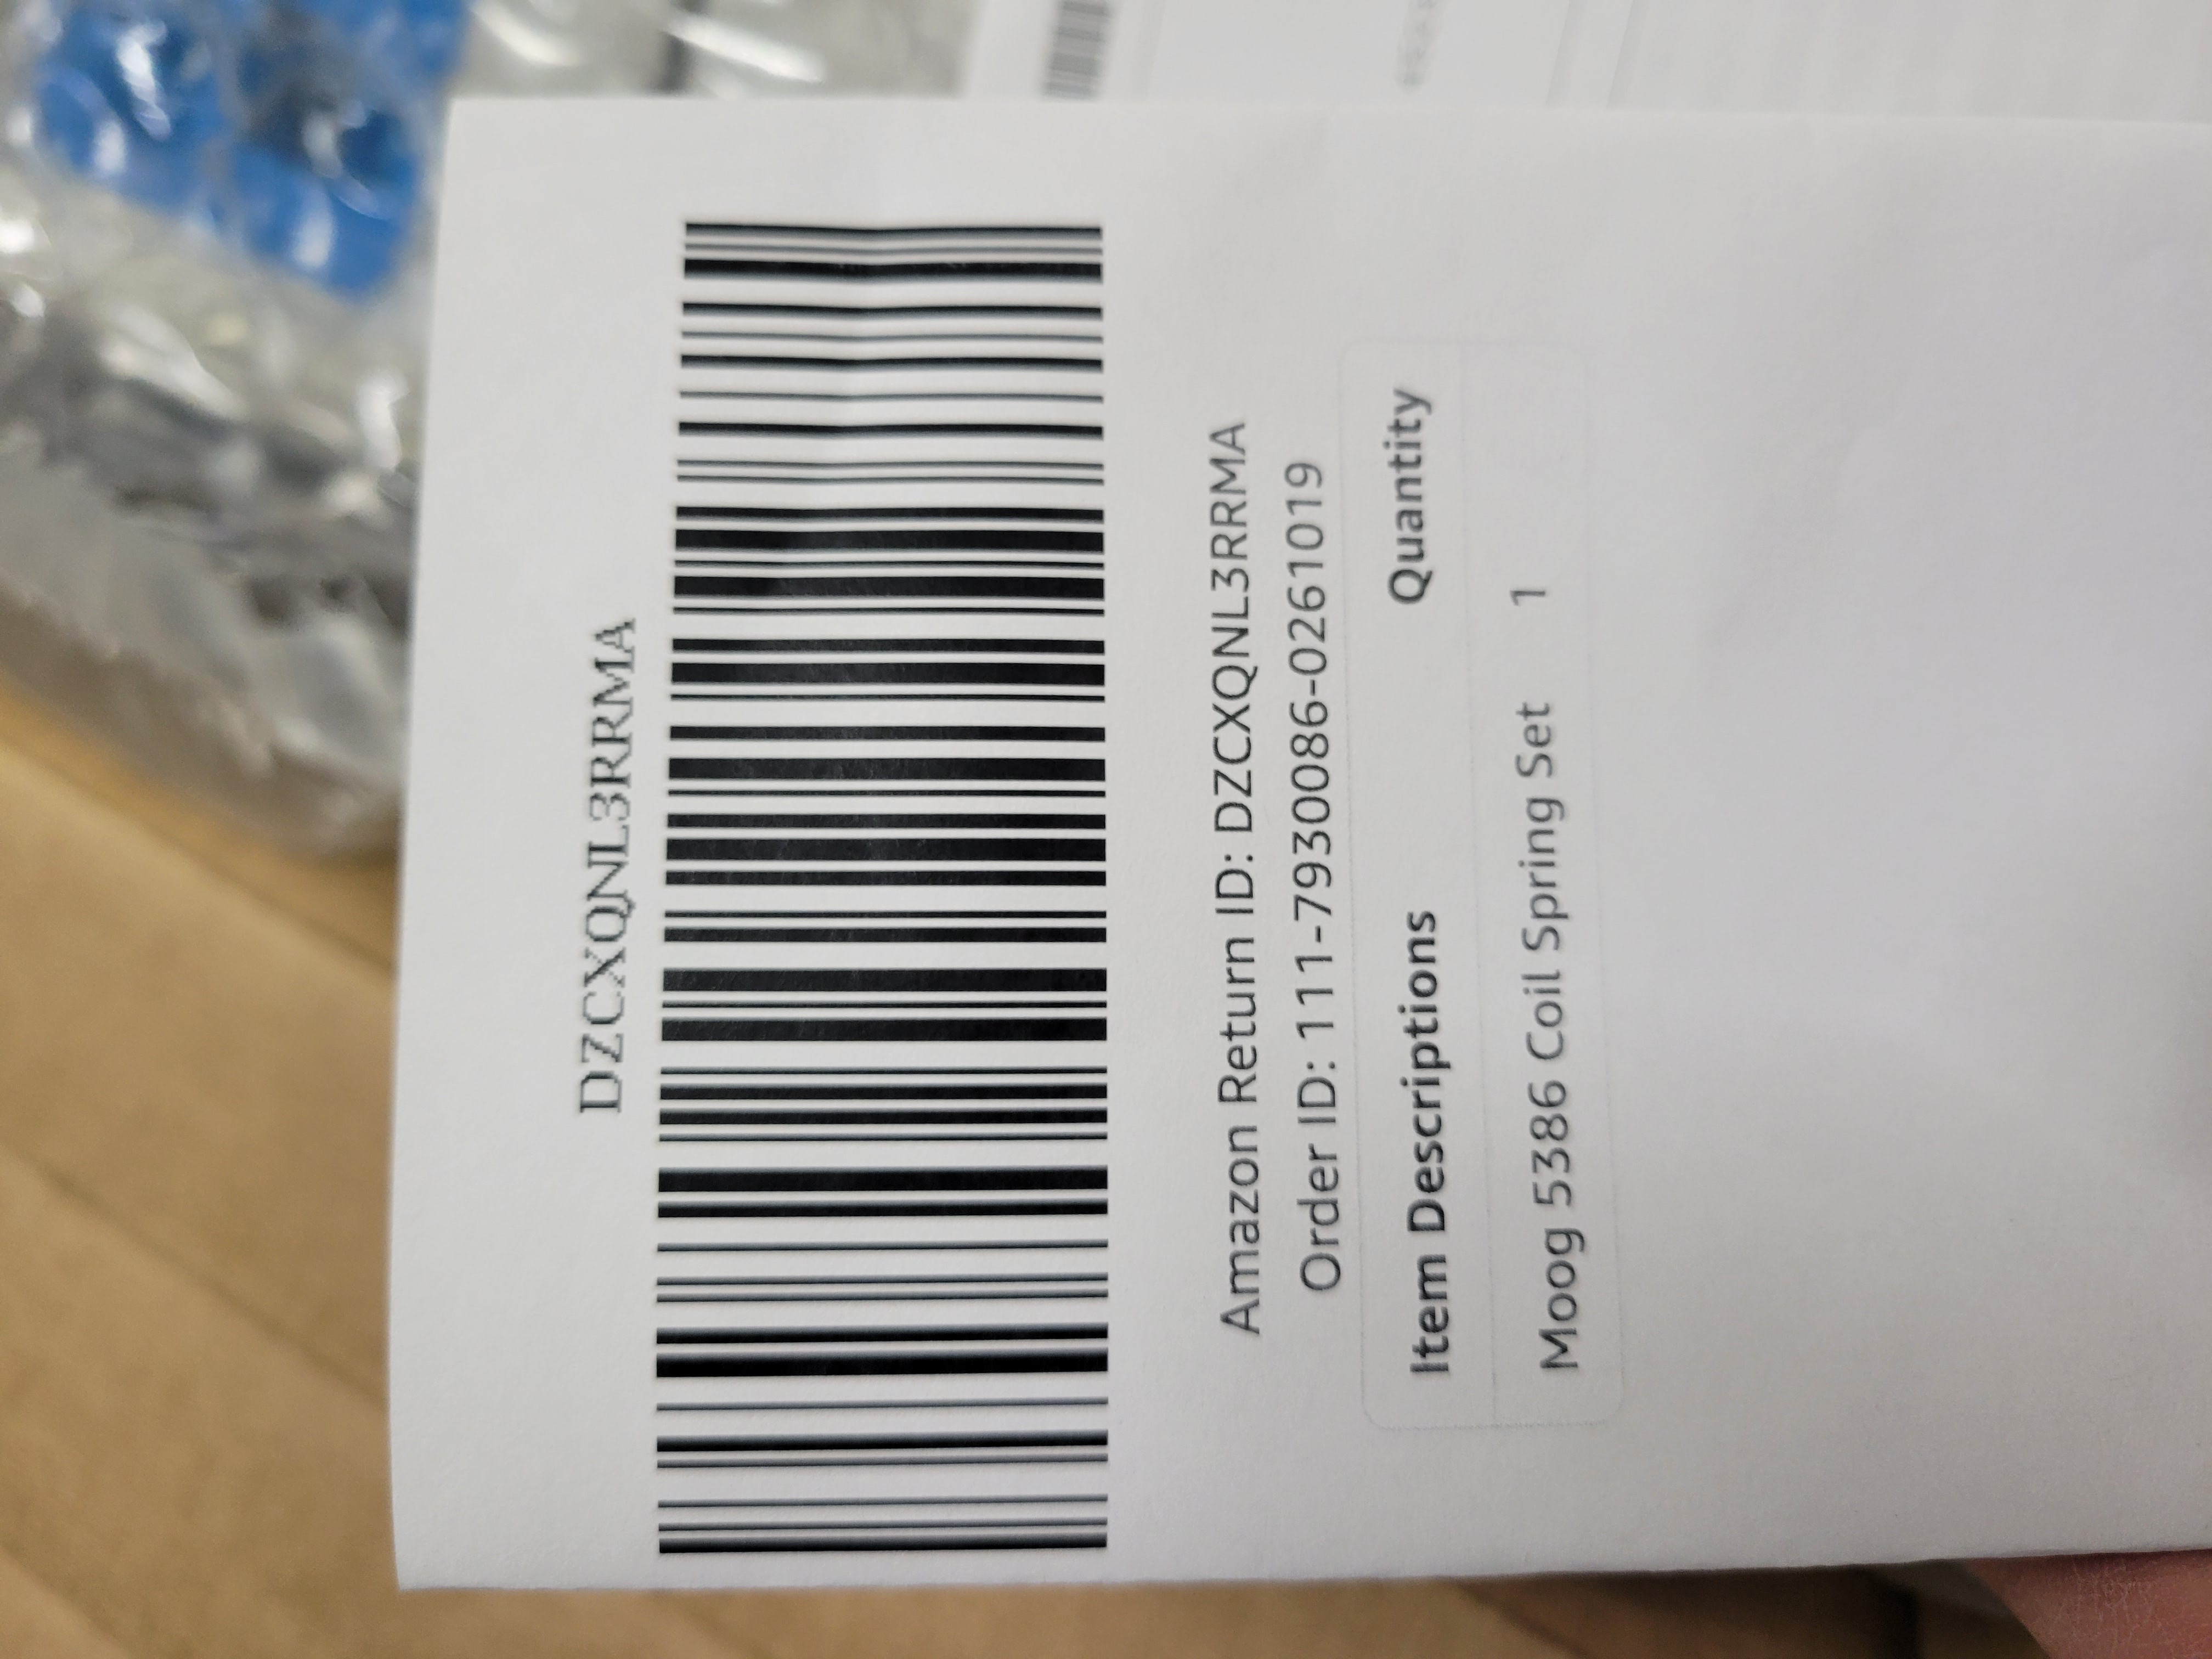 DZCXQNL3RRMA
Amazon Return ID: DZCXQNL3RRMA
Order ID: 111-7930086-0261019
Item Descriptions Quantity
Moog 5386 Coil Spring Set 1